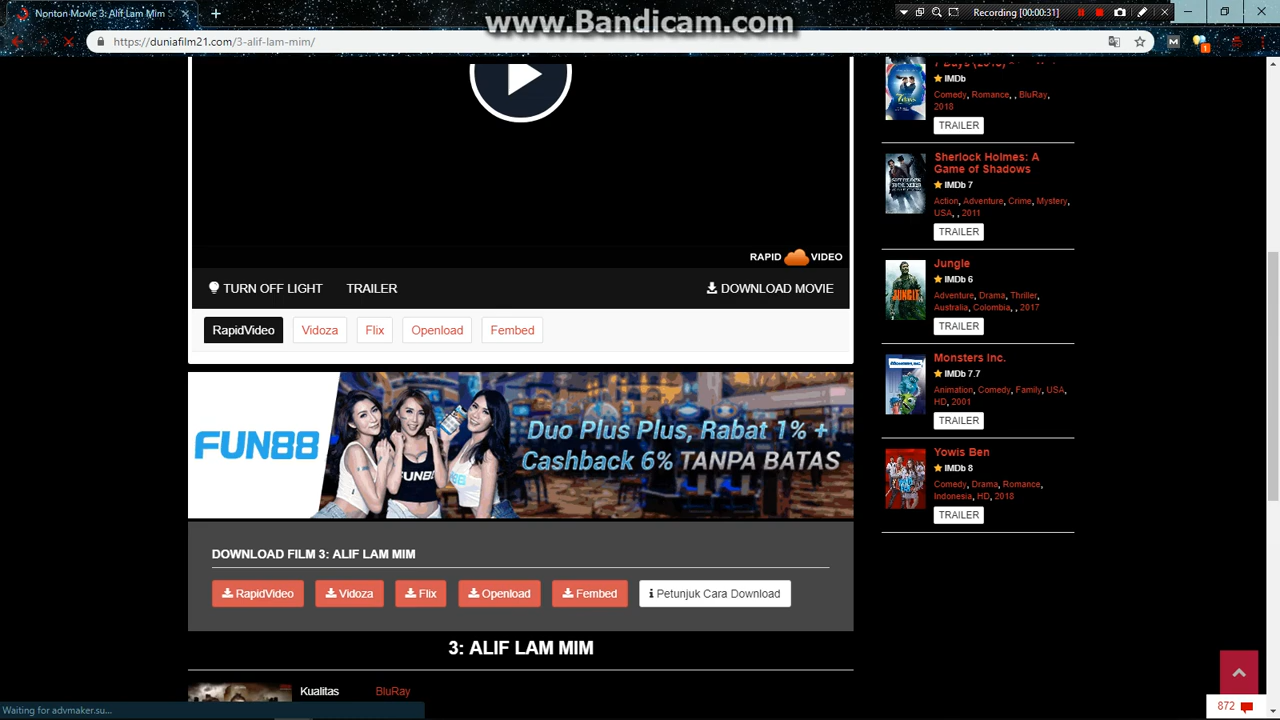 www.Bandicam.com
Recording [00:00:31]
Nonton Movie 3: Alif Lam Mim S
https://duniafilm21.com/3-alif-lam-mim/
1
RAPID VIDEO
TURN OFF LIGHT TRAILER DOWNLOAD MOVIE
RapidVideo Vidoza Flix Openload Fembed
FUN88
FUN88
Duo Plus Plus, Rabat 1% +
Cashback 6% TANPA BATAS
DOWNLOAD FILM 3: ALIF LAM MIM
RapidVideo Vidoza Flix Openload Fembed Petunjuk Cara Download
3: ALIF LAM MIM
Kualitas BluRay
IMDb
Comedy, Romance, , BluRay,
2018
TRAILER
Sherlock Holmes: A
Game of Shadows
IMDb 7
Action, Adventure, Crime, Mystery,
USA, , 2011
TRAILER
Jungle
IMDb 6
Adventure, Drama, Thriller,
Australia, Colombia, , 2017
TRAILER
JUNGLE
Monsters Inc.
IMDb 7.7
Animation, Comedy, Family, USA,
HD, 2001
TRAILER
Yowis Ben
IMDb 8
Comedy, Drama, Romance,
Indonesia, HD, 2018
TRAILER
872
Waiting for advmaker.su...